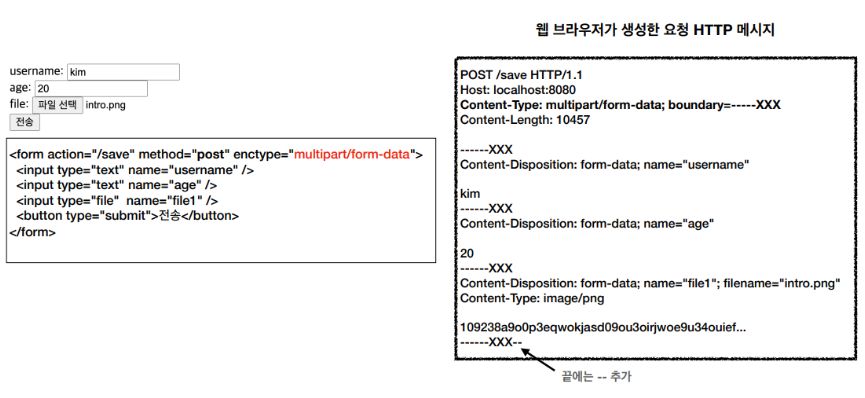 웹 브라우저가 생성한 요청 HTTP 메시지
username: kim
age: 20
file: 파일 선택 intro.png
전송
<form action="/save" method="post" enctype="multipart/form-data">
<input type="text" name="username" />
<input type="text" name="age" />
<input type="file" name="file1" />
<button type="submit">전송</button>
</form>
POST /save HTTP/1.1
Host: localhost:8080
Content-Type: multipart/form-data; boundary=-----XXX
Content-Length: 10457
------XXX
Content-Disposition: form-data; name="username"
kim
------XXX
Content-Disposition: form-data; name="age"
20
------XXX
Content-Disposition: form-data; name="file1"; filename="intro.png"
Content-Type: image/png
109238a9o0p3eqwokjasd09ou3oirjwoe9u34ouief...
------XXX--
끝에는 -- 추가